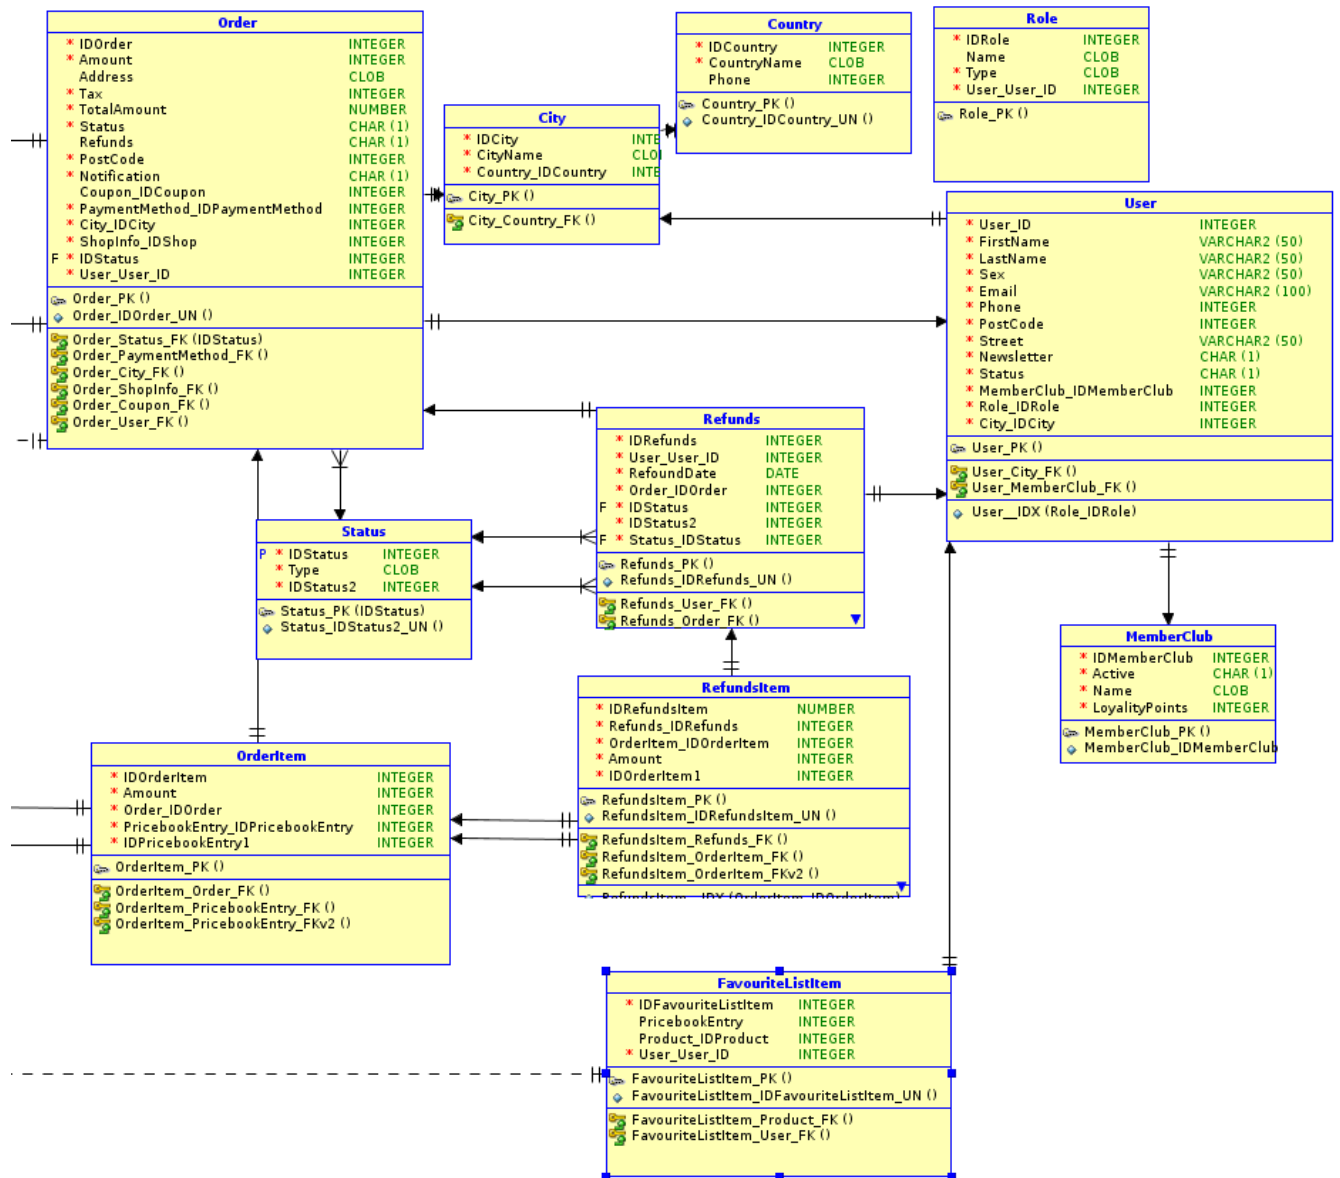 Order
* IDOrder INTEGER
* Amount INTEGER
Address CLOB
* Tax INTEGER
* TotalAmount NUMBER
* Status CHAR (1)
Refunds CHAR (1)
* PostCode INTEGER
* Notification CHAR (1)
Coupon_IDCoupon INTEGER
* PaymentMethod_IDPaymentMethod INTEGER
* City_IDCity INTEGER
* ShopInfo_IDShop INTEGER
F * IDStatus INTEGER
* User_User_ID INTEGER
Order_PK ()
Order_IDOrder_UN ()
Order_Status_FK (IDStatus)
Order_PaymentMethod_FK ()
Order_City_FK ()
Order_ShopInfo_FK ()
Order_Coupon_FK ()
Order_User_FK ()
City
* IDCity INTE
* CityName CLO
* Country_IDCountry INTE
City_PK ()
City_Country_FK ()
Country
* IDCountry INTEGER
* CountryName CLOB
Phone INTEGER
Country_PK ()
Country_IDCountry_UN ()
Role
* IDRole INTEGER
Name CLOB
* Type CLOB
* User_User_ID INTEGER
Role_PK ()
User
* User_ID INTEGER
* FirstName VARCHAR2 (50)
* LastName VARCHAR2 (50)
* Sex VARCHAR2 (50)
* Email VARCHAR2 (100)
* Phone INTEGER
* PostCode INTEGER
* Street VARCHAR2 (50)
* Newsletter CHAR (1)
* Status CHAR (1)
* MemberClub_IDMemberClub INTEGER
* Role_IDRole INTEGER
* City_IDCity INTEGER
User_PK ()
User_City_FK ()
User_MemberClub_FK ()
User__IDX (Role_IDRole)
Refunds
* IDRefunds INTEGER
* User_User_ID INTEGER
* RefoundDate DATE
* Order_IDOrder INTEGER
F * IDStatus INTEGER
* IDStatus2 INTEGER
F * Status_IDStatus INTEGER
Refunds_PK ()
Refunds_IDRefunds_UN ()
Refunds_User_FK ()
Refunds_Order_FK ()
Status
P * IDStatus INTEGER
* Type CLOB
* IDStatus2 INTEGER
Status_PK (IDStatus)
Status_IDStatus2_UN ()
MemberClub
* IDMemberClub INTEGER
* Active CHAR (1)
* Name CLOB
* LoyalityPoints INTEGER
MemberClub_PK ()
MemberClub_IDMemberClub
RefundsItem
* IDRefundsItem NUMBER
* Refunds_IDRefunds INTEGER
* OrderItem_IDOrderItem INTEGER
* Amount INTEGER
* IDOrderItem1 INTEGER
RefundsItem_PK ()
RefundsItem_IDRefundsItem_UN ()
RefundsItem_Refunds_FK ()
RefundsItem_OrderItem_FK ()
RefundsItem_OrderItem_FKv2 ()
RefundsItem__IDX (OrderItem_IDOrderItem)
OrderItem
* IDOrderItem INTEGER
* Amount INTEGER
* Order_IDOrder INTEGER
* PricebookEntry_IDPricebookEntry INTEGER
* IDPricebookEntry1 INTEGER
OrderItem_PK ()
OrderItem_Order_FK ()
OrderItem_PricebookEntry_FK ()
OrderItem_PricebookEntry_FKv2 ()
FavouriteListItem
* IDFavouriteListItem INTEGER
PricebookEntry INTEGER
Product_IDProduct INTEGER
* User_User_ID INTEGER
FavouriteListItem_PK ()
FavouriteListItem_IDFavouriteListItem_UN ()
FavouriteListItem_Product_FK ()
FavouriteListItem_User_FK ()